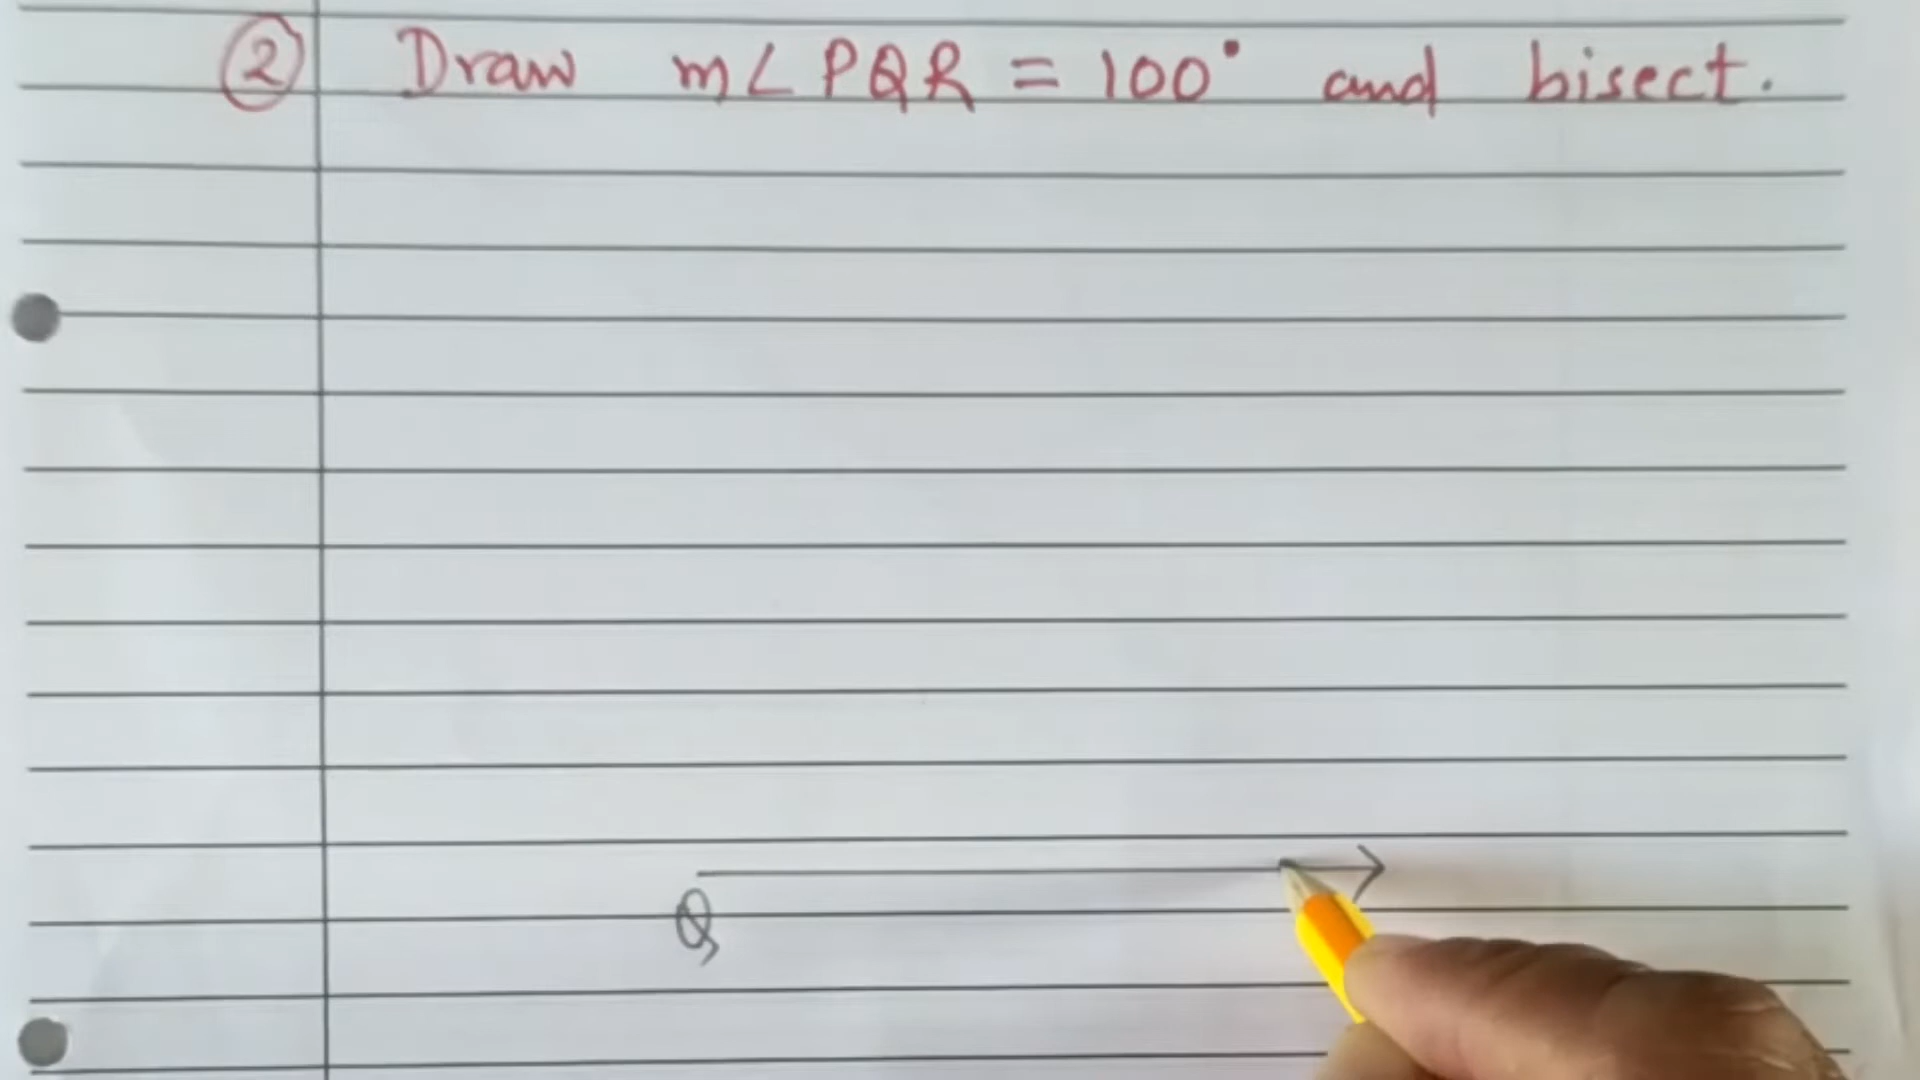 ② Draw m∠PQR = 100° and bisect.
Q